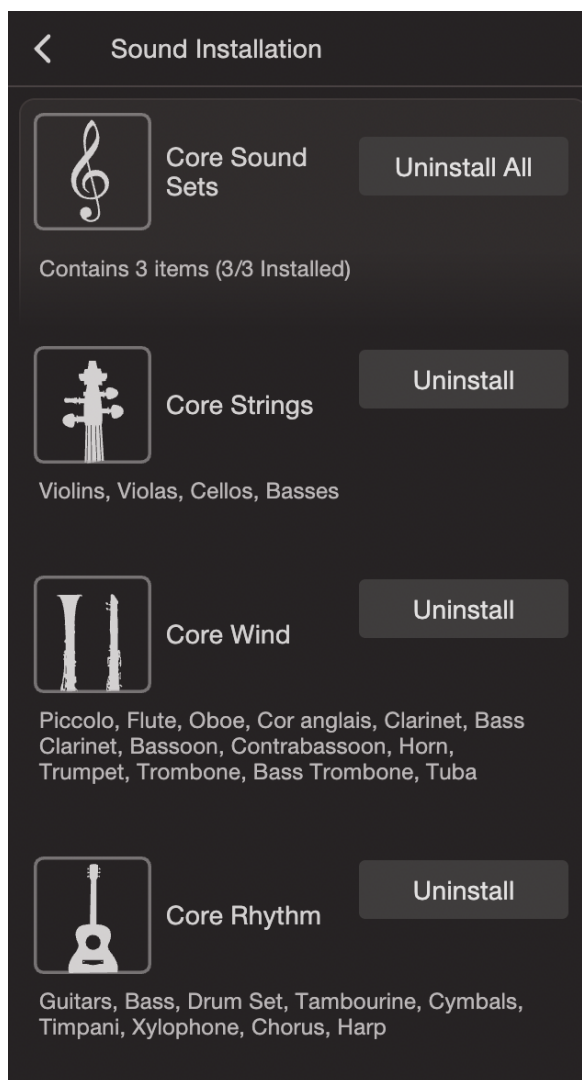 Sound Installation
Core Sound
Sets
Uninstall All
Contains 3 items (3/3 Installed)
Core Strings
Uninstall
Violins, Violas, Cellos, Basses
Core Wind
Uninstall
Piccolo, Flute, Oboe, Cor anglais, Clarinet, Bass
Clarinet, Bassoon, Contrabassoon, Horn,
Trumpet, Trombone, Bass Trombone, Tuba
Core Rhythm
Uninstall
Guitars, Bass, Drum Set, Tambourine, Cymbals,
Timpani, Xylophone, Chorus, Harp